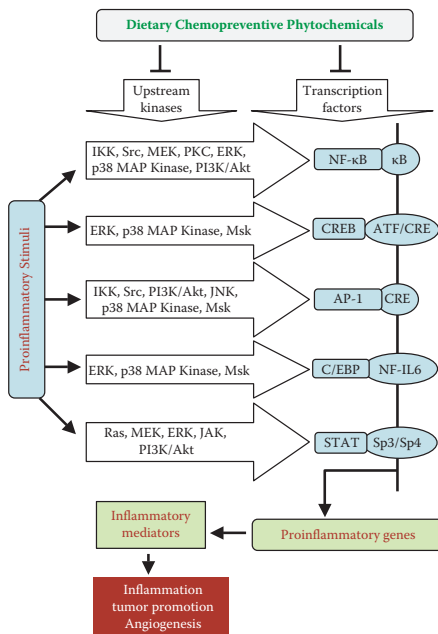 Dietary Chemopreventive Phytochemicals
Upstream
kinases
Transcription
factors
Proinflammatory Stimuli
IKK, Src, MEK, PKC, ERK,
p38 MAP Kinase, PI3K/Akt
NF-κB
κB
ERK, p38 MAP Kinase, Msk
CREB
ATF/CRE
IKK, Src, PI3K/Akt, JNK,
p38 MAP Kinase, Msk
AP-1
CRE
ERK, p38 MAP Kinase, Msk
C/EBP
NF-IL6
Ras, MEK, ERK, JAK,
PI3K/Akt
STAT
Sp3/Sp4
Inflammatory
mediators
Proinflammatory genes
Inflammation
tumor promotion
Angiogenesis